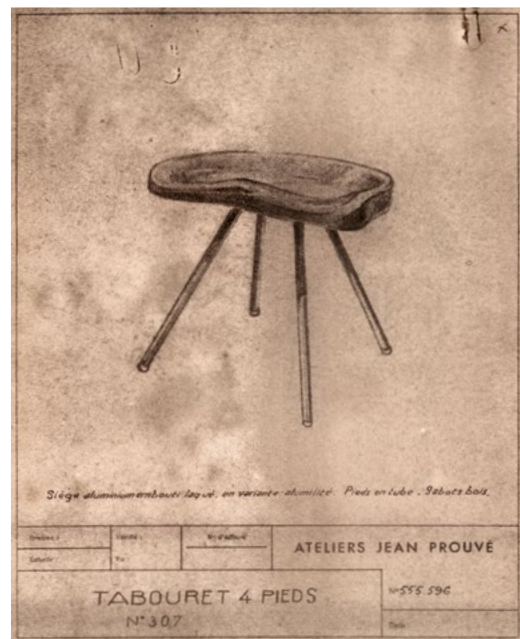 Siège aluminium embouti laqué, en variante alumilité. Pieds en tube. Sabots bois.
ATELIERS JEAN PROUVÉ
TABOURET 4 PIEDS
N° 307
N° 555.596